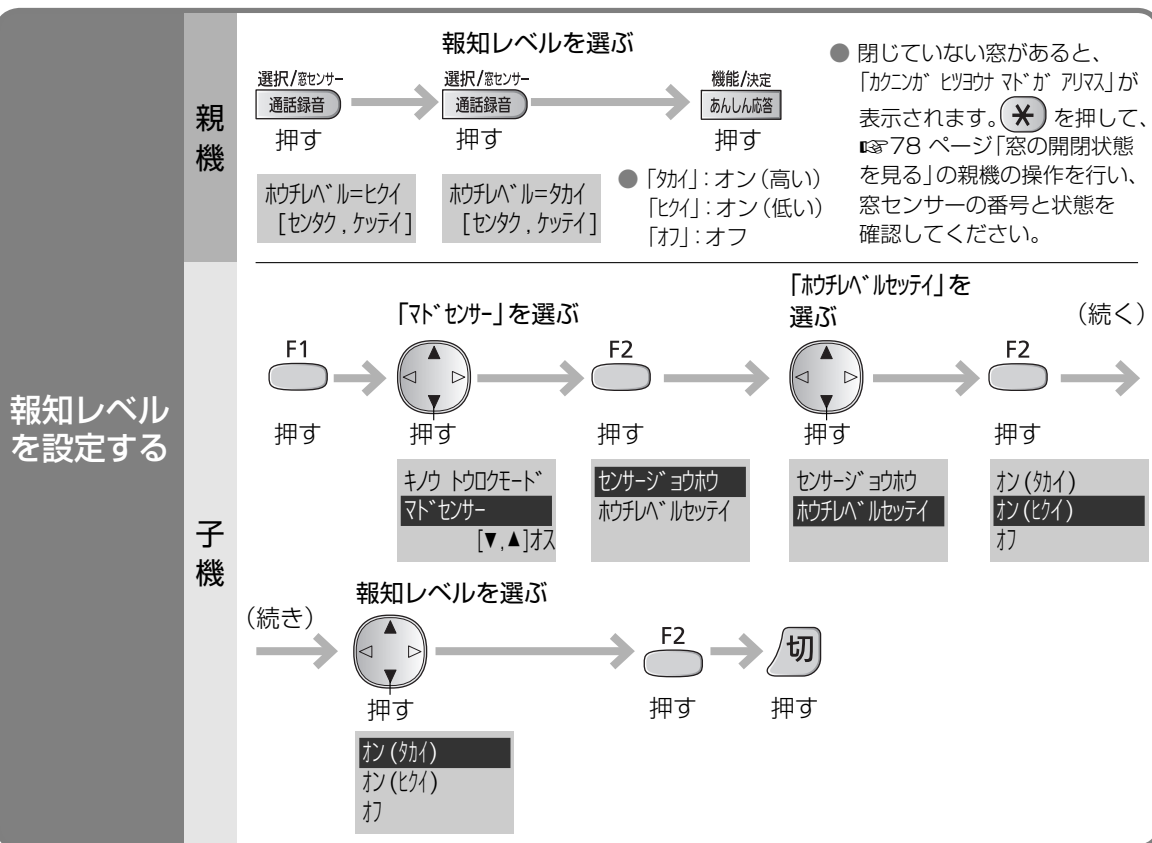 報知レベル
を設定する
親機
報知レベルを選ぶ
選択/窓センサー
通話録音
押す
選択/窓センサー
通話録音
押す
機能/決定
あんしん応答
押す
ﾎｳﾁﾚﾍﾞﾙ=ﾋｸｲ
[ｾﾝﾀｸ,ｹｯﾃｲ]
ﾎｳﾁﾚﾍﾞﾙ=ﾀｶｲ
[ｾﾝﾀｸ,ｹｯﾃｲ]
●「ﾀｶｲ」:オン(高い)
「ﾋｸｲ」:オン(低い)
「ｵﾌ」:オフ
● 閉じていない窓があると、
「ｶｸﾆﾝｶﾞ ﾋﾂﾖｳﾅ ﾏﾄﾞｶﾞ ｱﾘﾏｽ」が
表示されます。(＊)を押して、
☞78 ページ「窓の開閉状態
を見る」の親機の操作を行い、
窓センサーの番号と状態を
確認してください。
子機
F1
押す
「ﾏﾄﾞｾﾝｻｰ」を選ぶ
押す
ｷﾉｳ ﾄｳﾛｸﾓｰﾄﾞ
ﾏﾄﾞｾﾝｻｰ
[▼,▲]ｵｽ
F2
押す
ｾﾝｻｰｼﾞｮｳﾎｳ
ﾎｳﾁﾚﾍﾞﾙｾｯﾃｲ
「ﾎｳﾁﾚﾍﾞﾙｾｯﾃｲ」を
選ぶ
押す
ｾﾝｻｰｼﾞｮｳﾎｳ
ﾎｳﾁﾚﾍﾞﾙｾｯﾃｲ
(続く)
F2
押す
ｵﾝ(ﾀｶｲ)
ｵﾝ(ﾋｸｲ)
ｵﾌ
(続き)
報知レベルを選ぶ
押す
ｵﾝ(ﾀｶｲ)
ｵﾝ(ﾋｸｲ)
ｵﾌ
F2
押す
切
押す